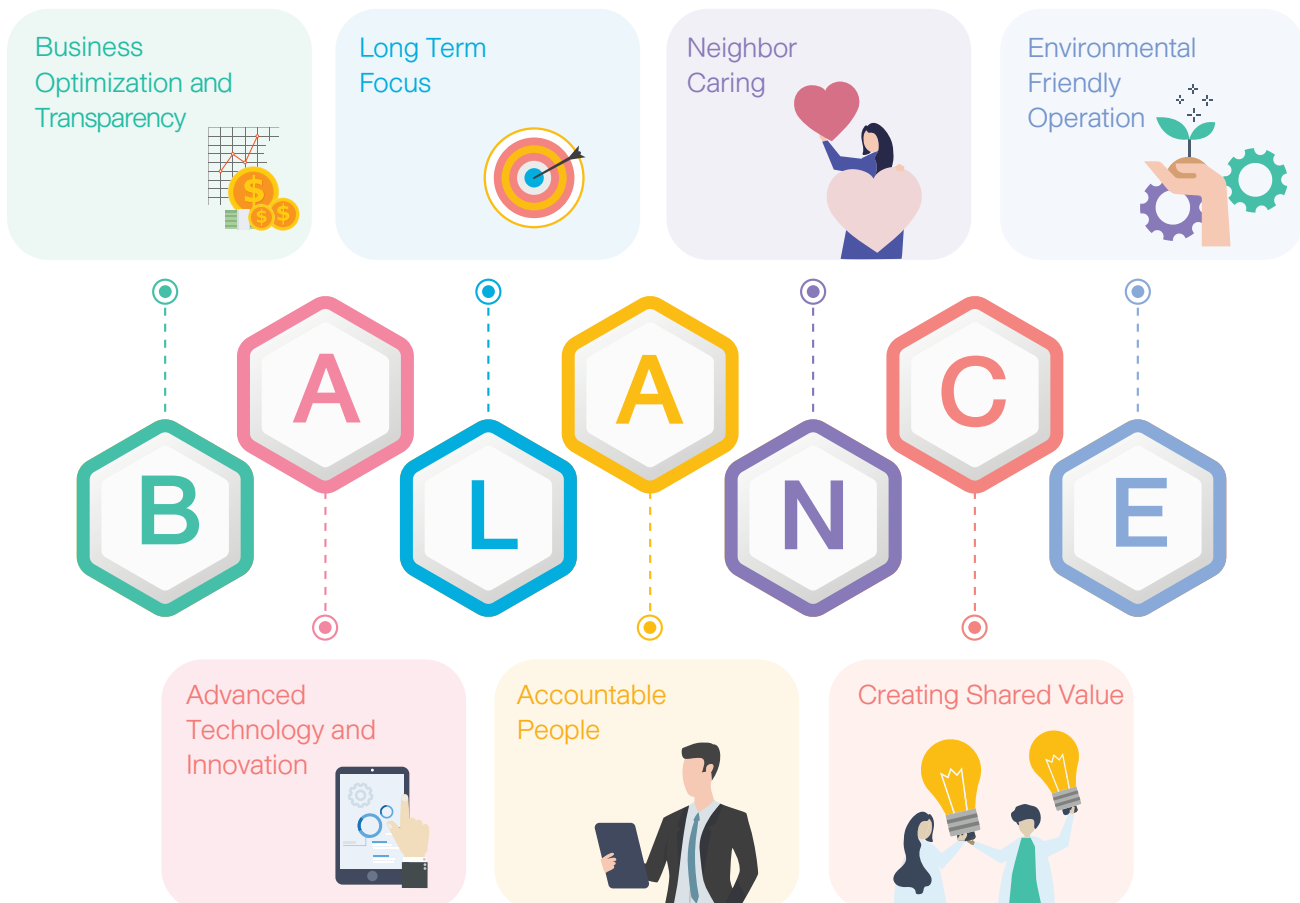 Business
Optimization and
Transparency
Long Term
Focus
Neighbor
Caring
Environmental
Friendly
Operation
$
$
$
B
A
L
A
N
C
E
Advanced
Technology and
Innovation
Accountable
People
Creating Shared Value